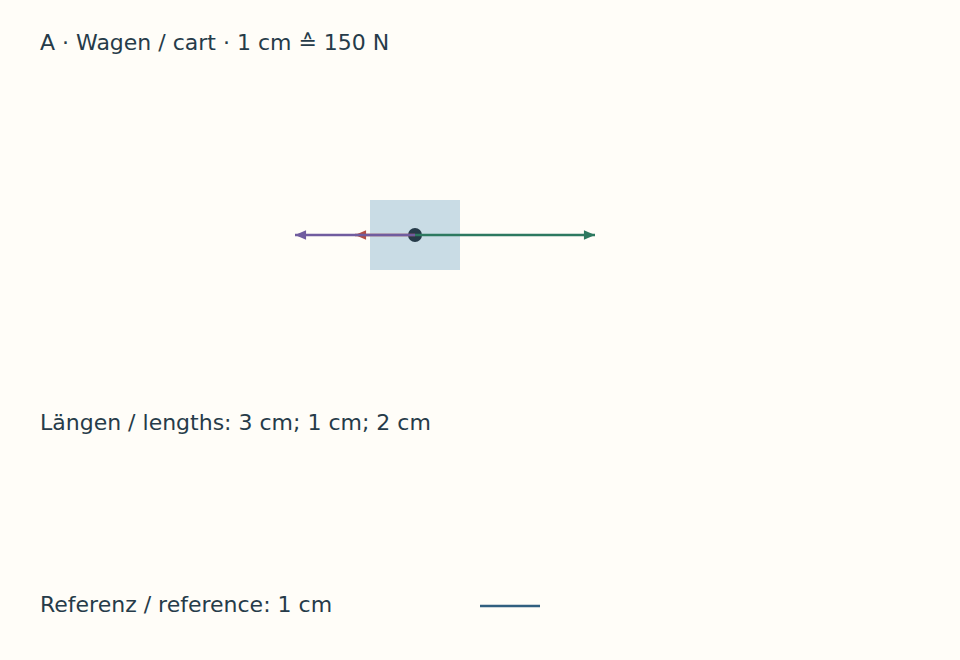 A · Wagen / cart · 1 cm ≙ 150 N
Längen / lengths: 3 cm; 1 cm; 2 cm
Referenz / reference: 1 cm